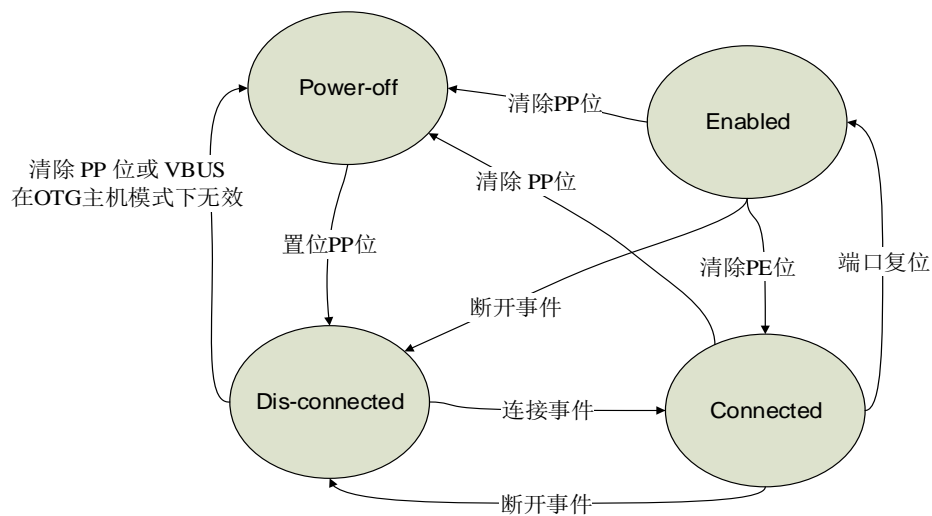 Power-off
Enabled
清除PP位
清除 PP 位或 VBUS
在OTG主机模式下无效
清除 PP位
置位PP位
清除PE位
端口复位
断开事件
Dis-connected
连接事件
Connected
断开事件